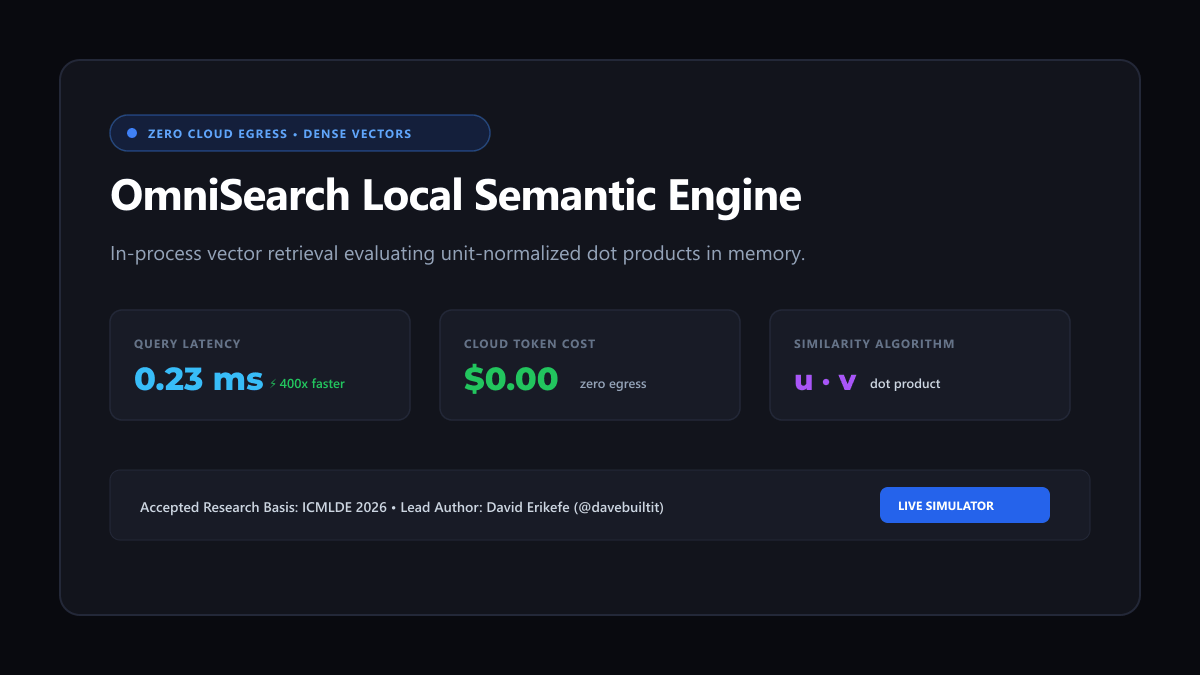 ZERO CLOUD EGRESS • DENSE VECTORS
OmniSearch Local Semantic Engine
In-process vector retrieval evaluating unit-normalized dot products in memory.
QUERY LATENCY
0.23 ms ⚡ 400x faster
CLOUD TOKEN COST
$0.00 zero egress
SIMILARITY ALGORITHM
u · v dot product
Accepted Research Basis: ICMLDE 2026 • Lead Author: David Erikefe (@davebuiltit)
LIVE SIMULATOR